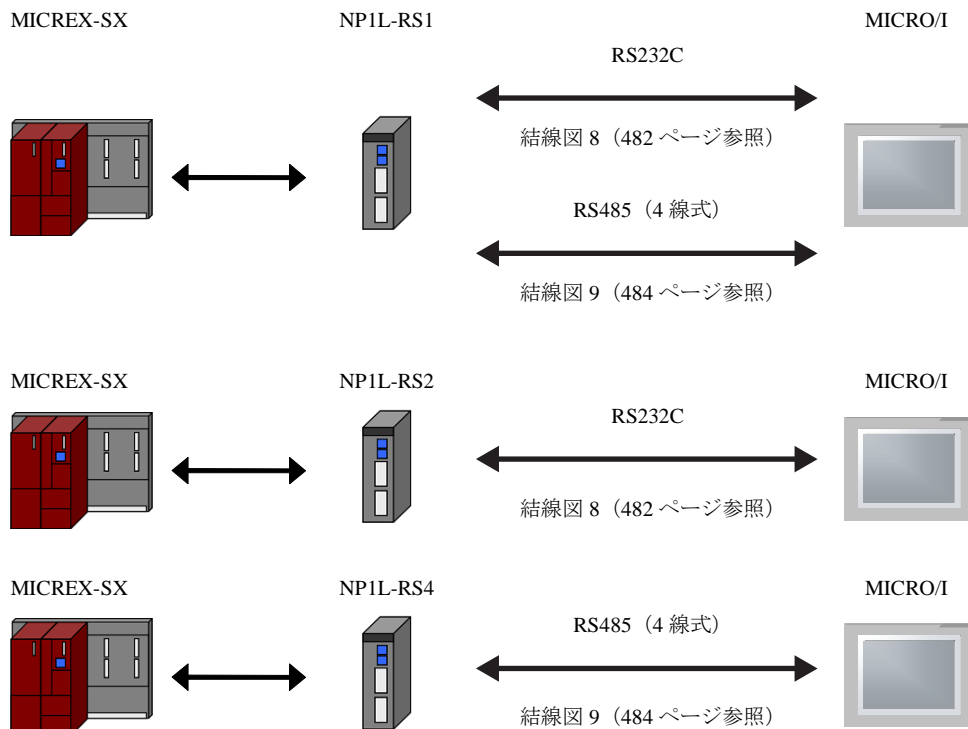 MICREX-SX NP1L-RS1 MICRO/I
RS232C
結線図 8（482 ページ参照）
RS485（4 線式）
結線図 9（484 ページ参照）
MICREX-SX NP1L-RS2 MICRO/I
RS232C
結線図 8（482 ページ参照）
MICREX-SX NP1L-RS4 MICRO/I
RS485（4 線式）
結線図 9（484 ページ参照）